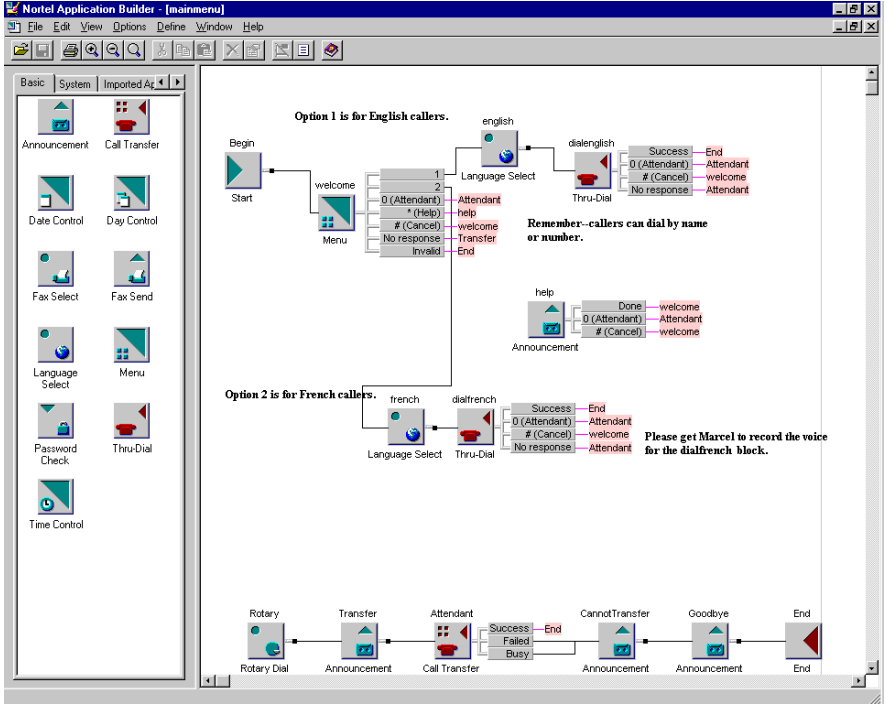 Nortel Application Builder - [mainmenu]
File Edit View Options Define Window Help
Basic System Imported Ap
Announcement Call Transfer
Date Control Day Control
Fax Select Fax Send
Language Select Menu
Password Check Thru-Dial
Time Control
Option 1 is for English callers.
Begin
Start
welcome
Menu
1
2
0 (Attendant) Attendant
* (Help) help
# (Cancel) welcome
No response Transfer
Invalid End
english
Language Select
dialenglish
Thru-Dial
Success End
0 (Attendant) Attendant
# (Cancel) welcome
No response Attendant
Remember--callers can dial by name
or number.
help
Announcement
Done welcome
0 (Attendant) Attendant
# (Cancel) welcome
Option 2 is for French callers.
french
Language Select
dialfrench
Thru-Dial
Success End
0 (Attendant) Attendant
# (Cancel) welcome
No response Attendant
Please get Marcel to record the voice
for the dialfrench block.
Rotary
Rotary Dial
Transfer
Announcement
Attendant
Call Transfer
Success End
Failed
Busy
CannotTransfer
Announcement
Goodbye
Announcement
End
End